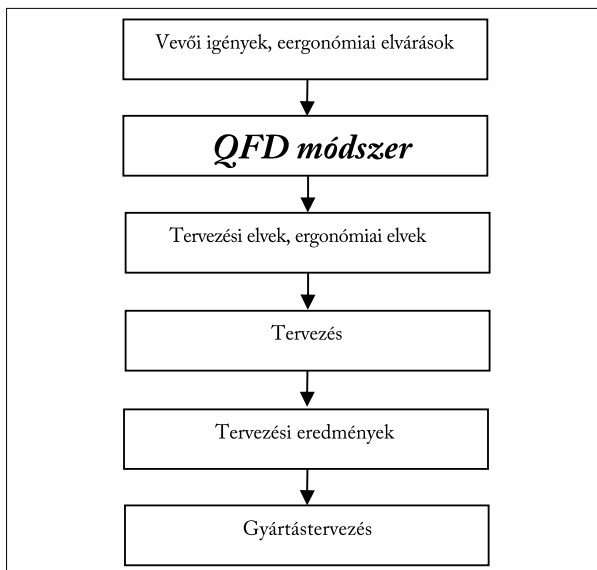 Vevői igények, eergonómiai elvárások
QFD módszer
Tervezési elvek, ergonómiai elvek
Tervezés
Tervezési eredmények
Gyártástervezés